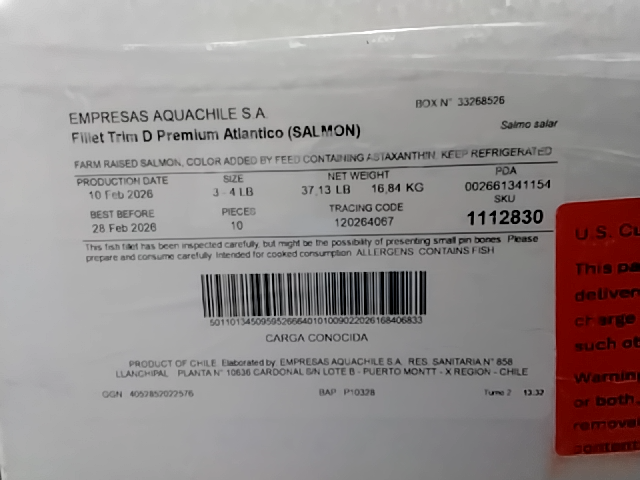 BOX N° 33268526
EMPRESAS AQUACHILE S.A.
Fillet Trim D Premium Atlantico (SALMON)
Salmo salar
FARM RAISED SALMON, COLOR ADDED BY FEED CONTAINING ASTAXANTHIN. KEEP REFRIGERATED
PRODUCTION DATE SIZE NET WEIGHT PDA
10 Feb 2026 3 - 4 LB 37,13 LB 16,84 KG 002661341154
BEST BEFORE PIECES TRACING CODE SKU
28 Feb 2026 10 120264067 1112830
This fish fillet has been inspected carefully, but might be the possibility of presenting small pin bones. Please
prepare and consume carefully. Intended for cooked consumption. ALLERGENS: CONTAINS FISH
CARGA CONOCIDA
PRODUCT OF CHILE. Elaborated by: EMPRESAS AQUACHILE S.A. RES. SANITARIA N° 858
LLANCHIPAL PLANTA N° 10636 CARDONAL S/N LOTE B - PUERTO MONTT - X REGION - CHILE
GGN 4052852022576 BAP P10328 Turno 2 13:32
U.S. Cu
This pa
deliver
charge
such ot
Warning
or both.
remova